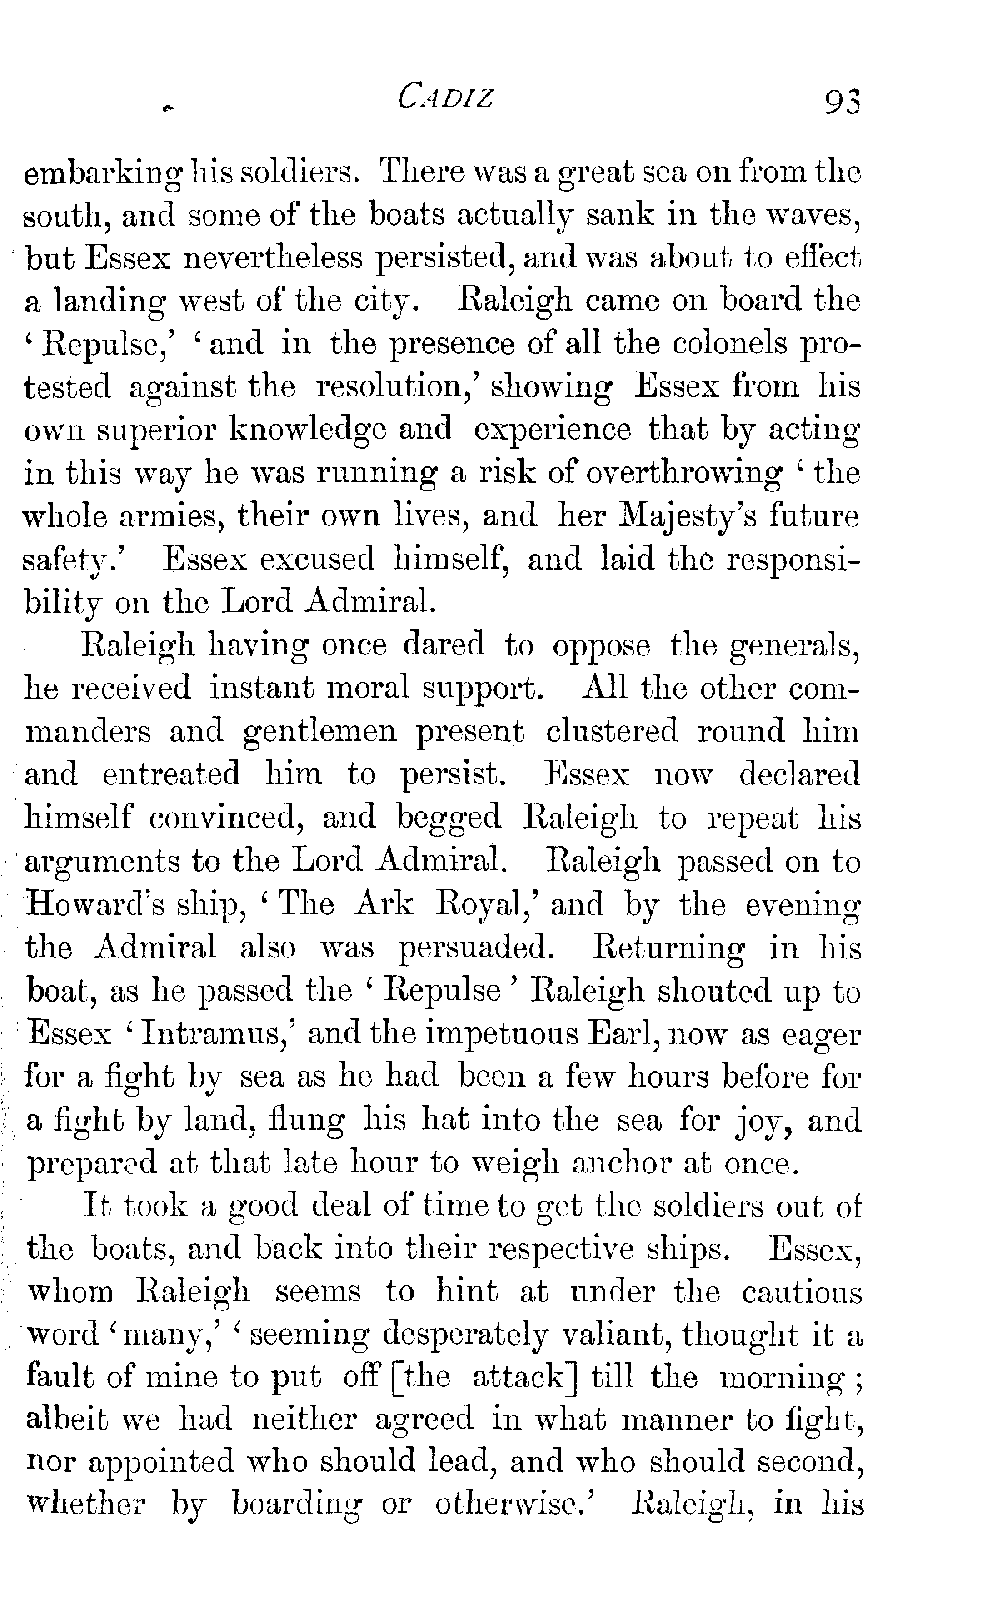 CADIZ 93
embarking his soldiers. There was a great sea on from the
south, and some of the boats actually sank in the waves,
but Essex nevertheless persisted, and was about to effect
a landing west of the city. Raleigh came on board the
‘ Repulse,’ ‘ and in the presence of all the colonels pro-
tested against the resolution,’ showing Essex from his
own superior knowledge and experience that by acting
in this way he was running a risk of overthrowing ‘ the
whole armies, their own lives, and her Majesty’s future
safety.’ Essex excused himself, and laid the responsi-
bility on the Lord Admiral.
Raleigh having once dared to oppose the generals,
he received instant moral support. All the other com-
manders and gentlemen present clustered round him
and entreated him to persist. Essex now declared
himself convinced, and begged Raleigh to repeat his
arguments to the Lord Admiral. Raleigh passed on to
Howard’s ship, ‘ The Ark Royal,’ and by the evening
the Admiral also was persuaded. Returning in his
boat, as he passed the ‘ Repulse ’ Raleigh shouted up to
Essex ‘ Intramus,’ and the impetuous Earl, now as eager
for a fight by sea as he had been a few hours before for
a fight by land, flung his hat into the sea for joy, and
prepared at that late hour to weigh anchor at once.
It took a good deal of time to get the soldiers out of
the boats, and back into their respective ships. Essex,
whom Raleigh seems to hint at under the cautious
word ‘ many,’ ‘ seeming desperately valiant, thought it a
fault of mine to put off [the attack] till the morning ;
albeit we had neither agreed in what manner to fight,
nor appointed who should lead, and who should second,
whether by boarding or otherwise.’ Raleigh, in his